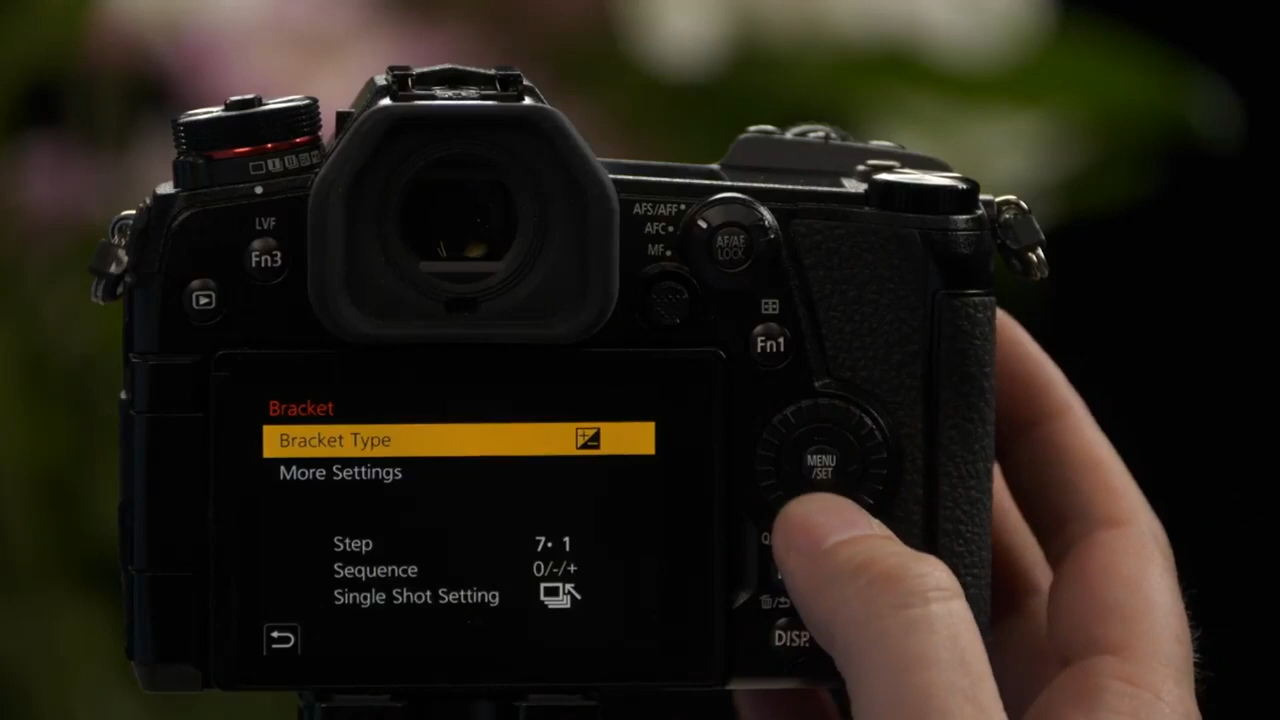 LVF
Fn3
AFS/AFF
AFC
MF
AF/AE
LOCK
Fn1
MENU
/SET
DISP.
Bracket
Bracket Type
More Settings
Step 7• 1
Sequence 0/-/+
Single Shot Setting